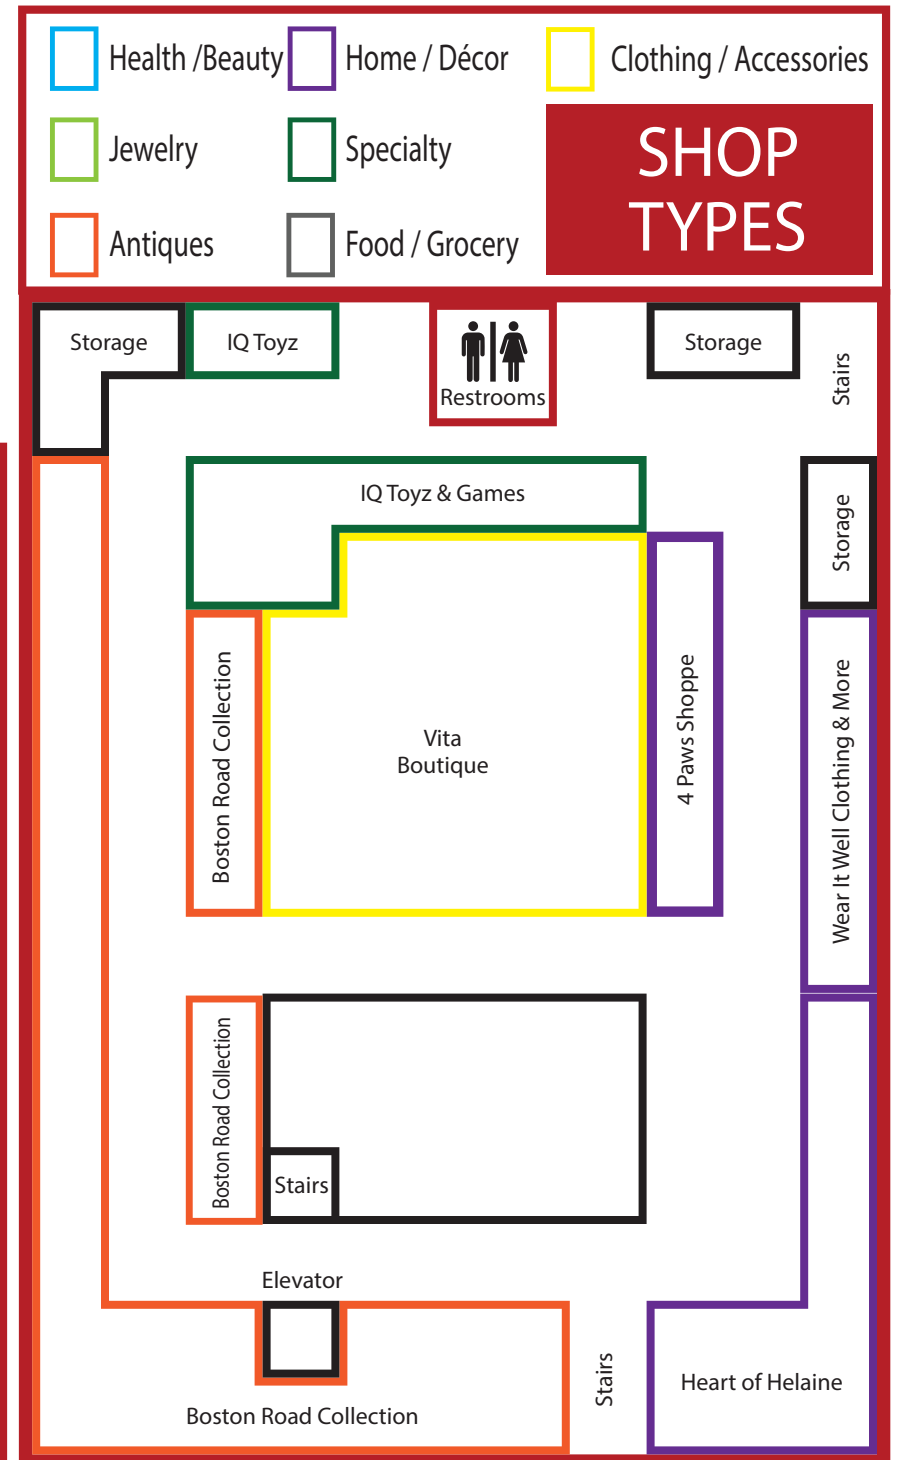 Health /Beauty
Home / Décor
Clothing / Accessories
Jewelry
Specialty
SHOP
TYPES
Antiques
Food / Grocery
Storage
IQ Toyz
Restrooms
Storage
Stairs
IQ Toyz & Games
Storage
Boston Road Collection
Vita
Boutique
4 Paws Shoppe
Wear It Well Clothing & More
Boston Road Collection
Stairs
Elevator
Boston Road Collection
Stairs
Heart of Helaine